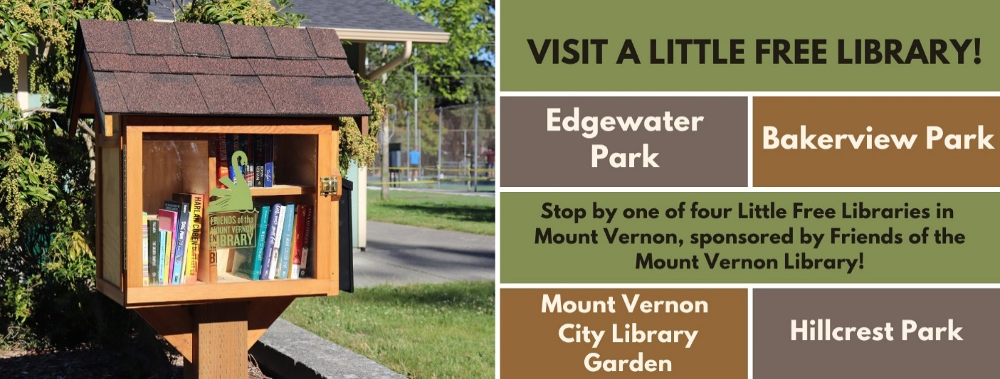 HARLAN COBEN
FRIENDS of the
MOUNT VERNON
LIBRARY
VISIT A LITTLE FREE LIBRARY!
Edgewater
Park
Bakerview Park
Stop by one of four Little Free Libraries in
Mount Vernon, sponsored by Friends of the
Mount Vernon Library!
Mount Vernon
City Library
Garden
Hillcrest Park